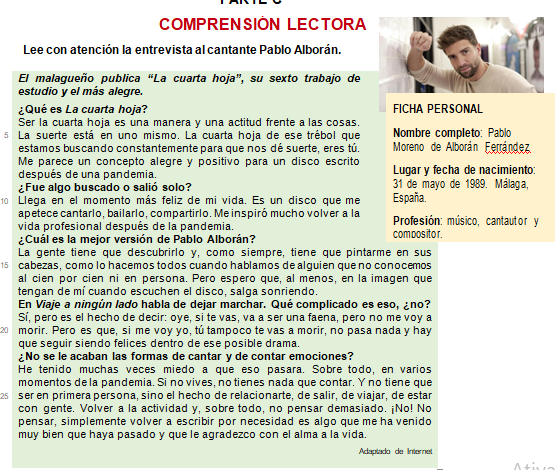 PARTE C
COMPRENSIÓN LECTORA
Lee con atención la entrevista al cantante Pablo Alborán.
El malagueño publica “La cuarta hoja”, su sexto trabajo de
estudio y el más alegre.
¿Qué es La cuarta hoja?
Ser la cuarta hoja es una manera y una actitud frente a las cosas.
5 La suerte está en uno mismo. La cuarta hoja de ese trébol que
estamos buscando constantemente para que nos dé suerte, eres tú.
Me parece un concepto alegre y positivo para un disco escrito
después de una pandemia.
¿Fue algo buscado o salió solo?
10 Llega en el momento más feliz de mi vida. Es un disco que me
apetece cantarlo, bailarlo, compartirlo. Me inspiró mucho volver a la
vida profesional después de la pandemia.
¿Cuál es la mejor versión de Pablo Alborán?
La gente tiene que descubrirlo y, como siempre, tiene que pintarme en sus
15 cabezas, como lo hacemos todos cuando hablamos de alguien que no conocemos
al cien por cien ni en persona. Pero espero que, al menos, en la imagen que
tengan de mí cuando escuchen el disco, salga sonriendo.
En Viaje a ningún lado habla de dejar marchar. Qué complicado es eso, ¿no?
Sí, pero es el hecho de decir: oye, si te vas, va a ser una faena, pero no me voy a
20 morir. Pero es que, si me voy yo, tú tampoco te vas a morir, no pasa nada y hay
que seguir siendo felices dentro de ese posible drama.
¿No se le acaban las formas de cantar y de contar emociones?
He tenido muchas veces miedo a que eso pasara. Sobre todo, en varios
momentos de la pandemia. Si no vives, no tienes nada que contar. Y no tiene que
25 ser en primera persona, sino el hecho de relacionarte, de salir, de viajar, de estar
con gente. Volver a la actividad y, sobre todo, no pensar demasiado. ¡No! No
pensar, simplemente volver a escribir por necesidad es algo que me ha venido
muy bien que haya pasado y que le agradezco con el alma a la vida.
Adaptado de Internet
FICHA PERSONAL
Nombre completo: Pablo
Moreno de Alborán Ferrández
Lugar y fecha de nacimiento:
31 de mayo de 1989. Málaga,
España.
Profesión: músico, cantautor y
compositor.